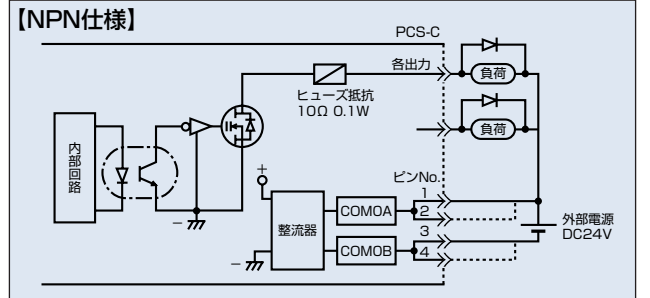 【NPN仕様】
PCS-C
各出力
負荷
ヒューズ抵抗
10Ω 0.1W
負荷
内部回路
ピンNo.
+
1
COM0A
2
整流器
外部電源
DC24V
3
COM0B
4
−
−